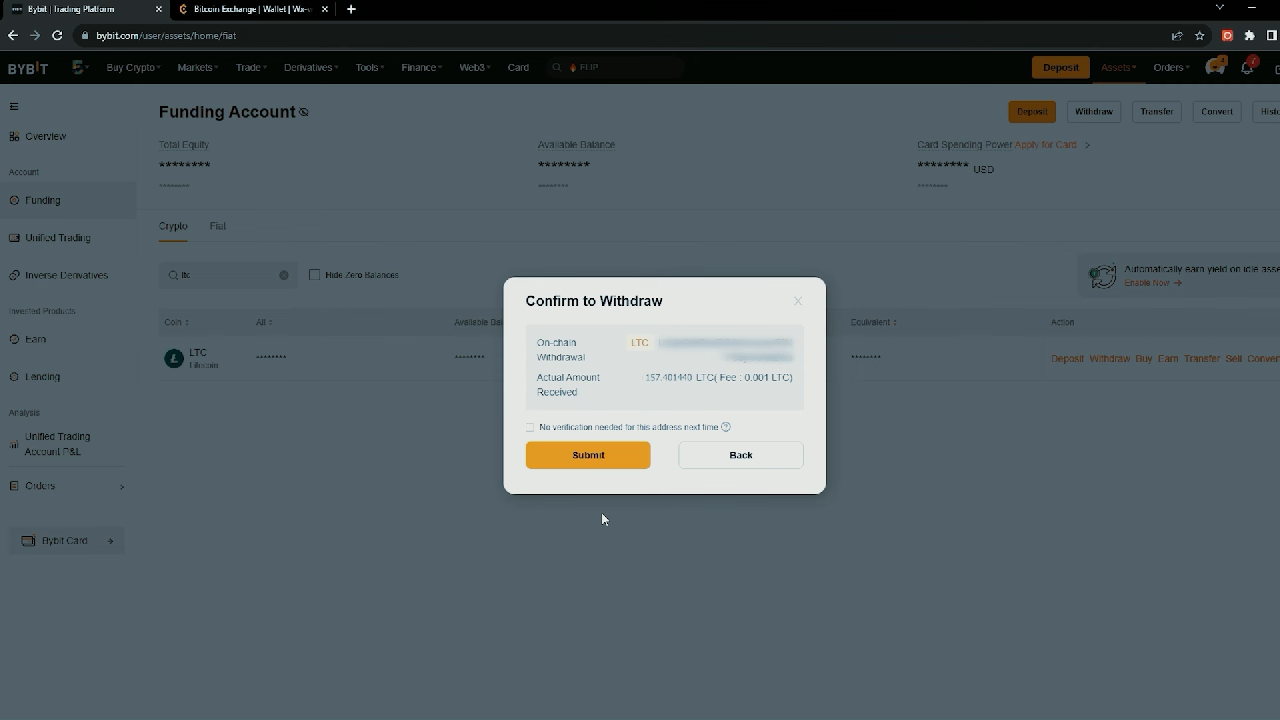 Bybit | Trading Platform
Bitcoin Exchange | Wallet | Wx-
bybit.com/user/assets/home/fiat
BYBIT
Buy Crypto
Markets
Trade
Derivatives
Tools
Finance
Web3
Card
FLIP
Deposit
Assets
Orders
7
Funding Account
Deposit
Withdraw
Transfer
Convert
Histo
Overview
Total Equity
Available Balance
Card Spending Power Apply for Card >
******** 
********
******** USD
********
********
********
Account
Funding
Unified Trading
Inverse Derivatives
Invested Products
Earn
Lending
Analysis
Unified Trading
Account P&L
Orders
Bybit Card
Crypto
Fiat
ltc
Hide Zero Balances
Automatically earn yield on idle asse
Enable Now →
Coin
All
Available Bal
Equivalent
Action
LTC
Litecoin
********
********
********
Deposit Withdraw Buy Earn Transfer Sell Conver
Confirm to Withdraw
On-chain
Withdrawal
LTC
Actual Amount
Received
157.401440 LTC( Fee : 0.001 LTC)
No verification needed for this address next time
Submit
Back